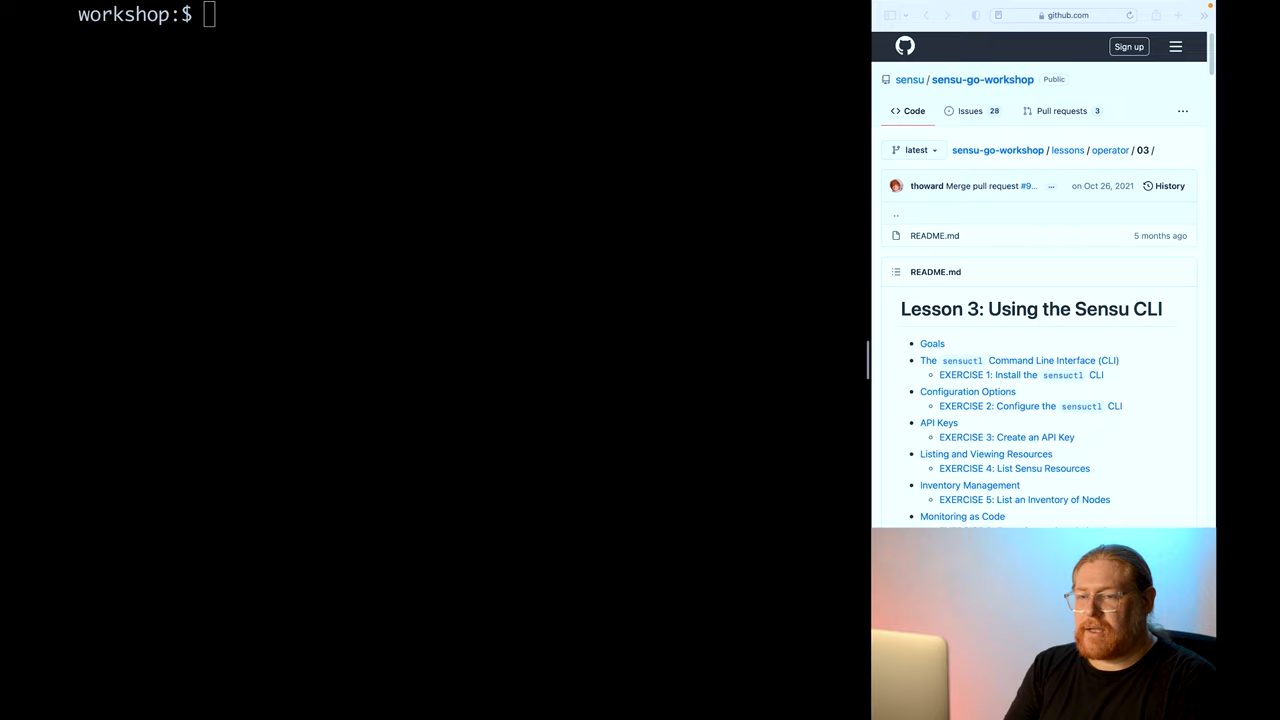 workshop:$
github.com
Sign up
sensu / sensu-go-workshop Public
Code Issues 28 Pull requests 3 ...
latest sensu-go-workshop / lessons / operator / 03 /
thoward Merge pull request #9... ... on Oct 26, 2021 History
..
README.md 5 months ago
README.md
Lesson 3: Using the Sensu CLI
Goals
The sensuctl Command Line Interface (CLI)
EXERCISE 1: Install the sensuctl CLI
Configuration Options
EXERCISE 2: Configure the sensuctl CLI
API Keys
EXERCISE 3: Create an API Key
Listing and Viewing Resources
EXERCISE 4: List Sensu Resources
Inventory Management
EXERCISE 5: List an Inventory of Nodes
Monitoring as Code